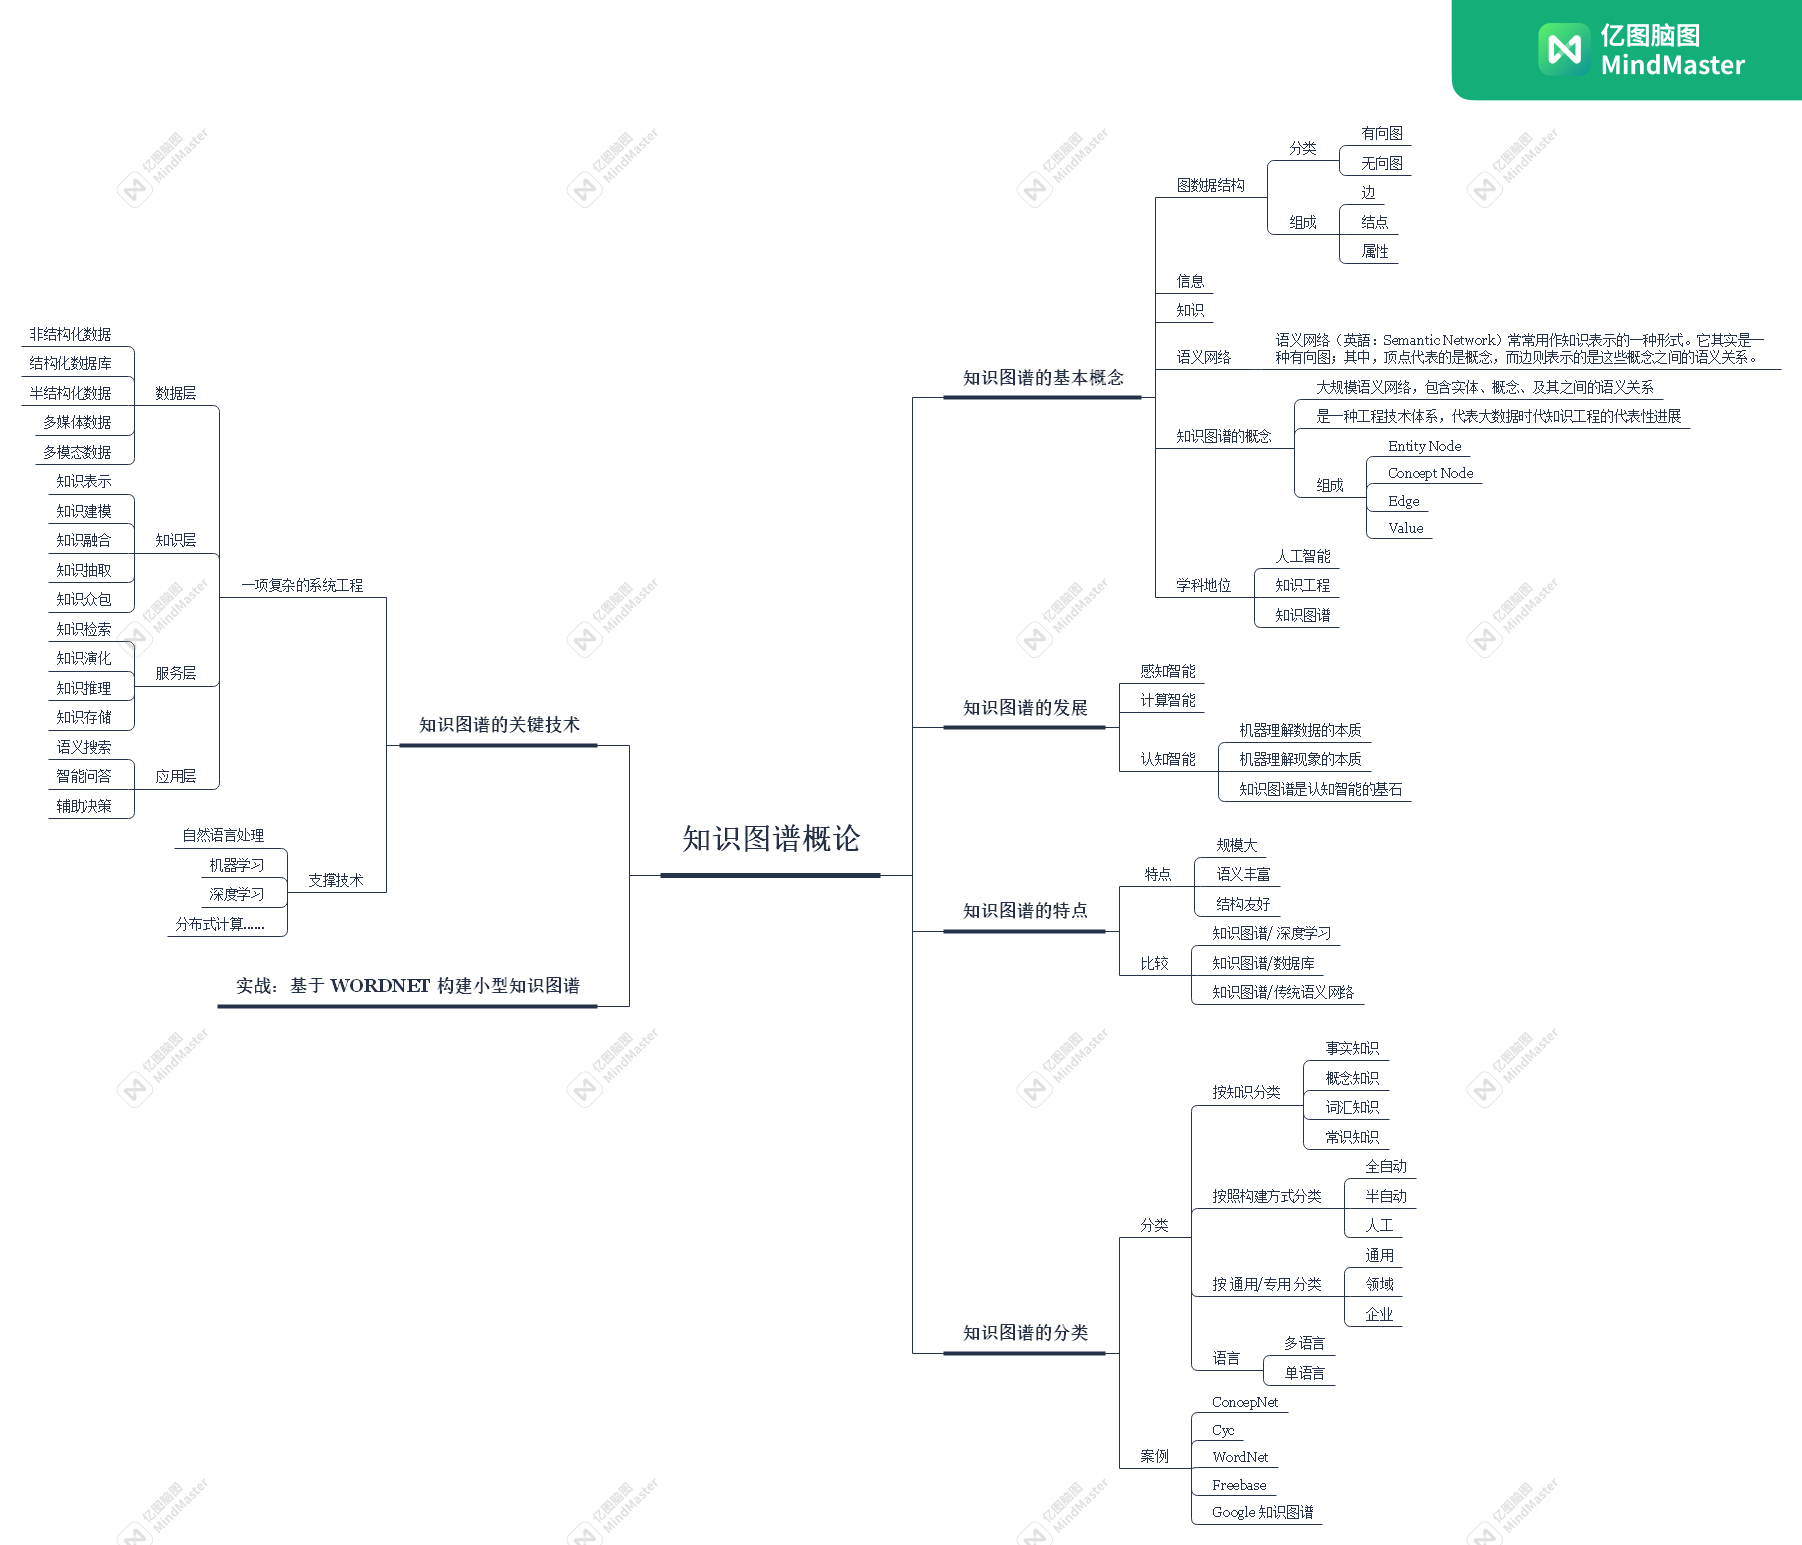 亿图脑图
MindMaster
知识图谱概论
知识图谱的基本概念
图数据结构
分类
有向图
无向图
组成
边
结点
属性
信息
知识
语义网络
语义网络（英語：Semantic Network）常常用作知识表示的一种形式。它其实是一
种有向图；其中，顶点代表的是概念，而边则表示的是这些概念之间的语义关系。
知识图谱的概念
大规模语义网络，包含实体、概念、及其之间的语义关系
是一种工程技术体系，代表大数据时代知识工程的代表性进展
组成
Entity Node
Concept Node
Edge
Value
学科地位
人工智能
知识工程
知识图谱
知识图谱的发展
感知智能
计算智能
认知智能
机器理解数据的本质
机器理解现象的本质
知识图谱是认知智能的基石
知识图谱的特点
特点
规模大
语义丰富
结构友好
比较
知识图谱/ 深度学习
知识图谱/数据库
知识图谱/传统语义网络
知识图谱的分类
分类
按知识分类
事实知识
概念知识
词汇知识
常识知识
按照构建方式分类
全自动
半自动
人工
按 通用/专用 分类
通用
领域
企业
语言
多语言
单语言
案例
ConcepNet
Cyc
WordNet
Freebase
Google 知识图谱
知识图谱的关键技术
一项复杂的系统工程
数据层
非结构化数据
结构化数据库
半结构化数据
多媒体数据
多模态数据
知识层
知识表示
知识建模
知识融合
知识抽取
知识众包
服务层
知识检索
知识演化
知识推理
知识存储
应用层
语义搜索
智能问答
辅助决策
支撑技术
自然语言处理
机器学习
深度学习
分布式计算......
实战：基于 WORDNET 构建小型知识图谱